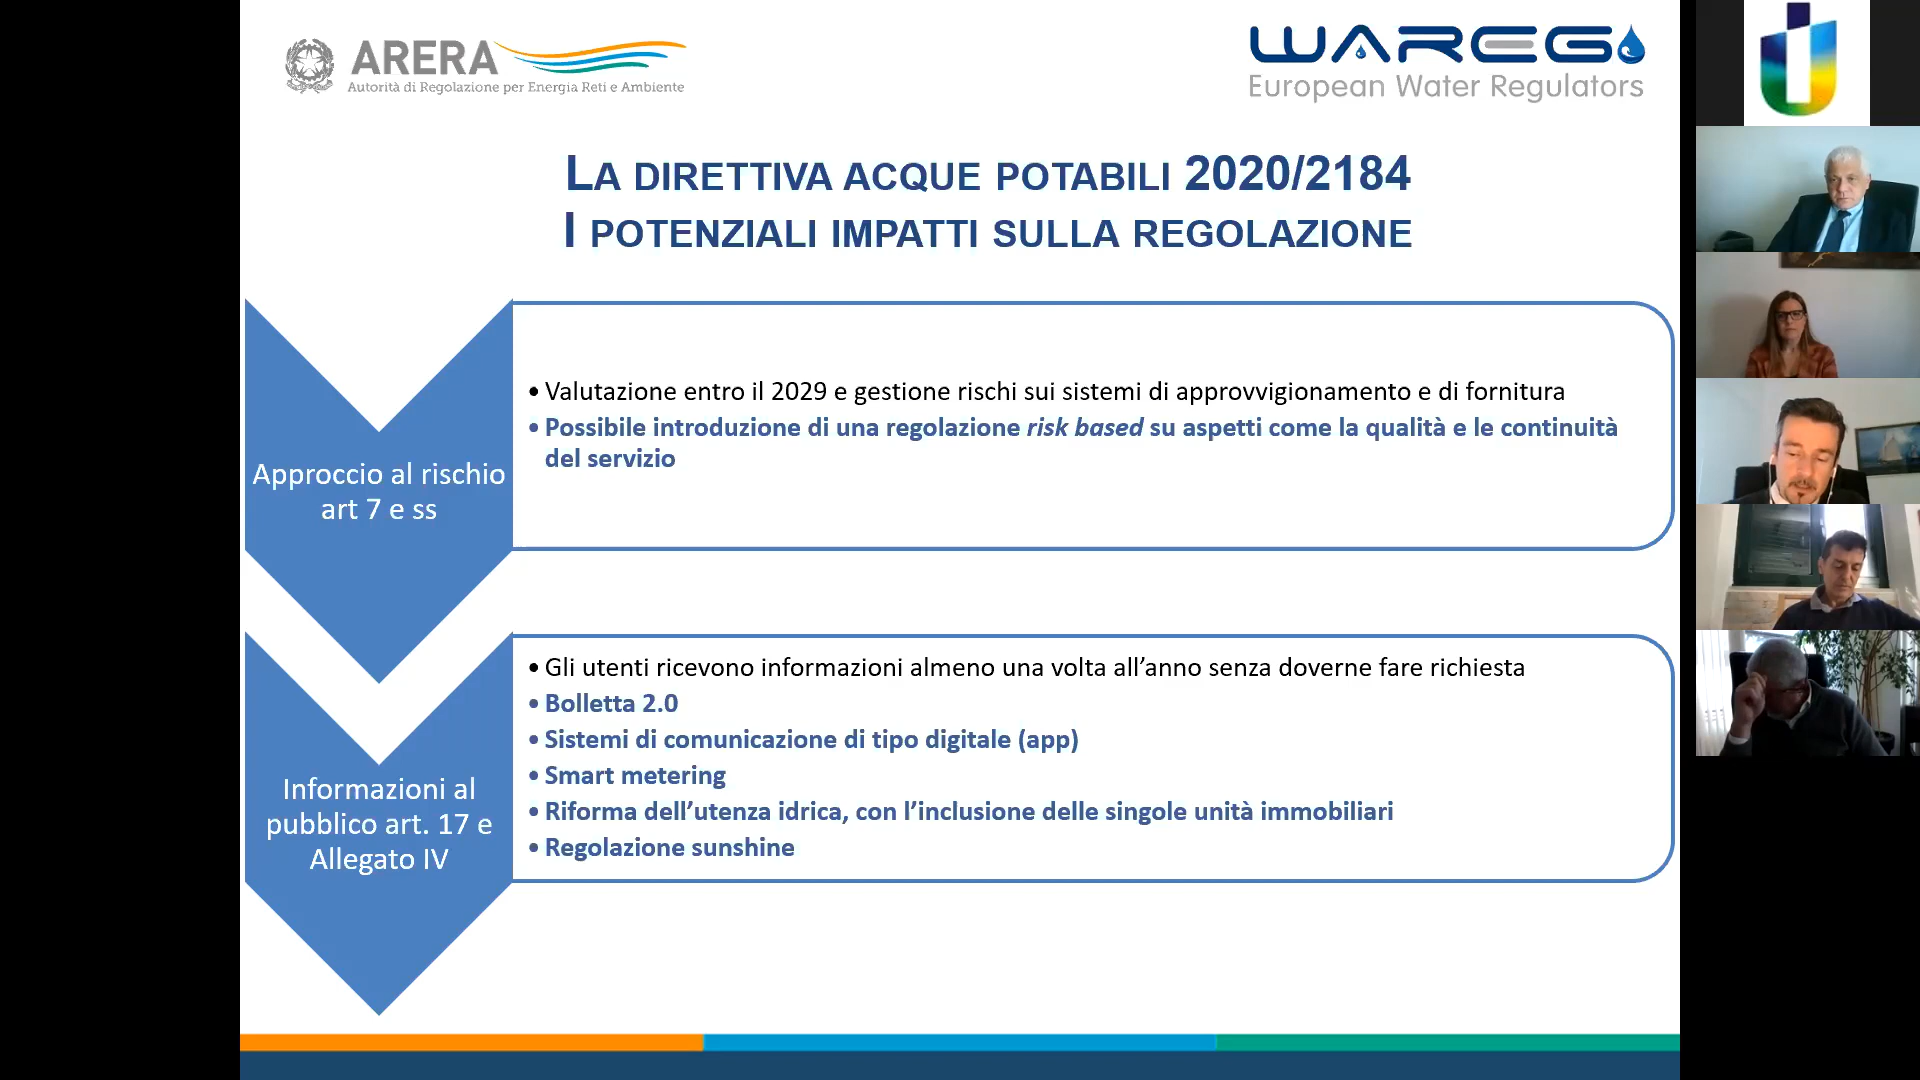 ARERA
Autorità di Regolazione per Energia Reti e Ambiente
WAREG
European Water Regulators
LA DIRETTIVA ACQUE POTABILI 2020/2184
I POTENZIALI IMPATTI SULLA REGOLAZIONE
Approccio al rischio
art 7 e ss
• Valutazione entro il 2029 e gestione rischi sui sistemi di approvvigionamento e di fornitura
• Possibile introduzione di una regolazione risk based su aspetti come la qualità e le continuità
del servizio
Informazioni al
pubblico art. 17 e
Allegato IV
• Gli utenti ricevono informazioni almeno una volta all’anno senza doverne fare richiesta
• Bolletta 2.0
• Sistemi di comunicazione di tipo digitale (app)
• Smart metering
• Riforma dell’utenza idrica, con l’inclusione delle singole unità immobiliari
• Regolazione sunshine